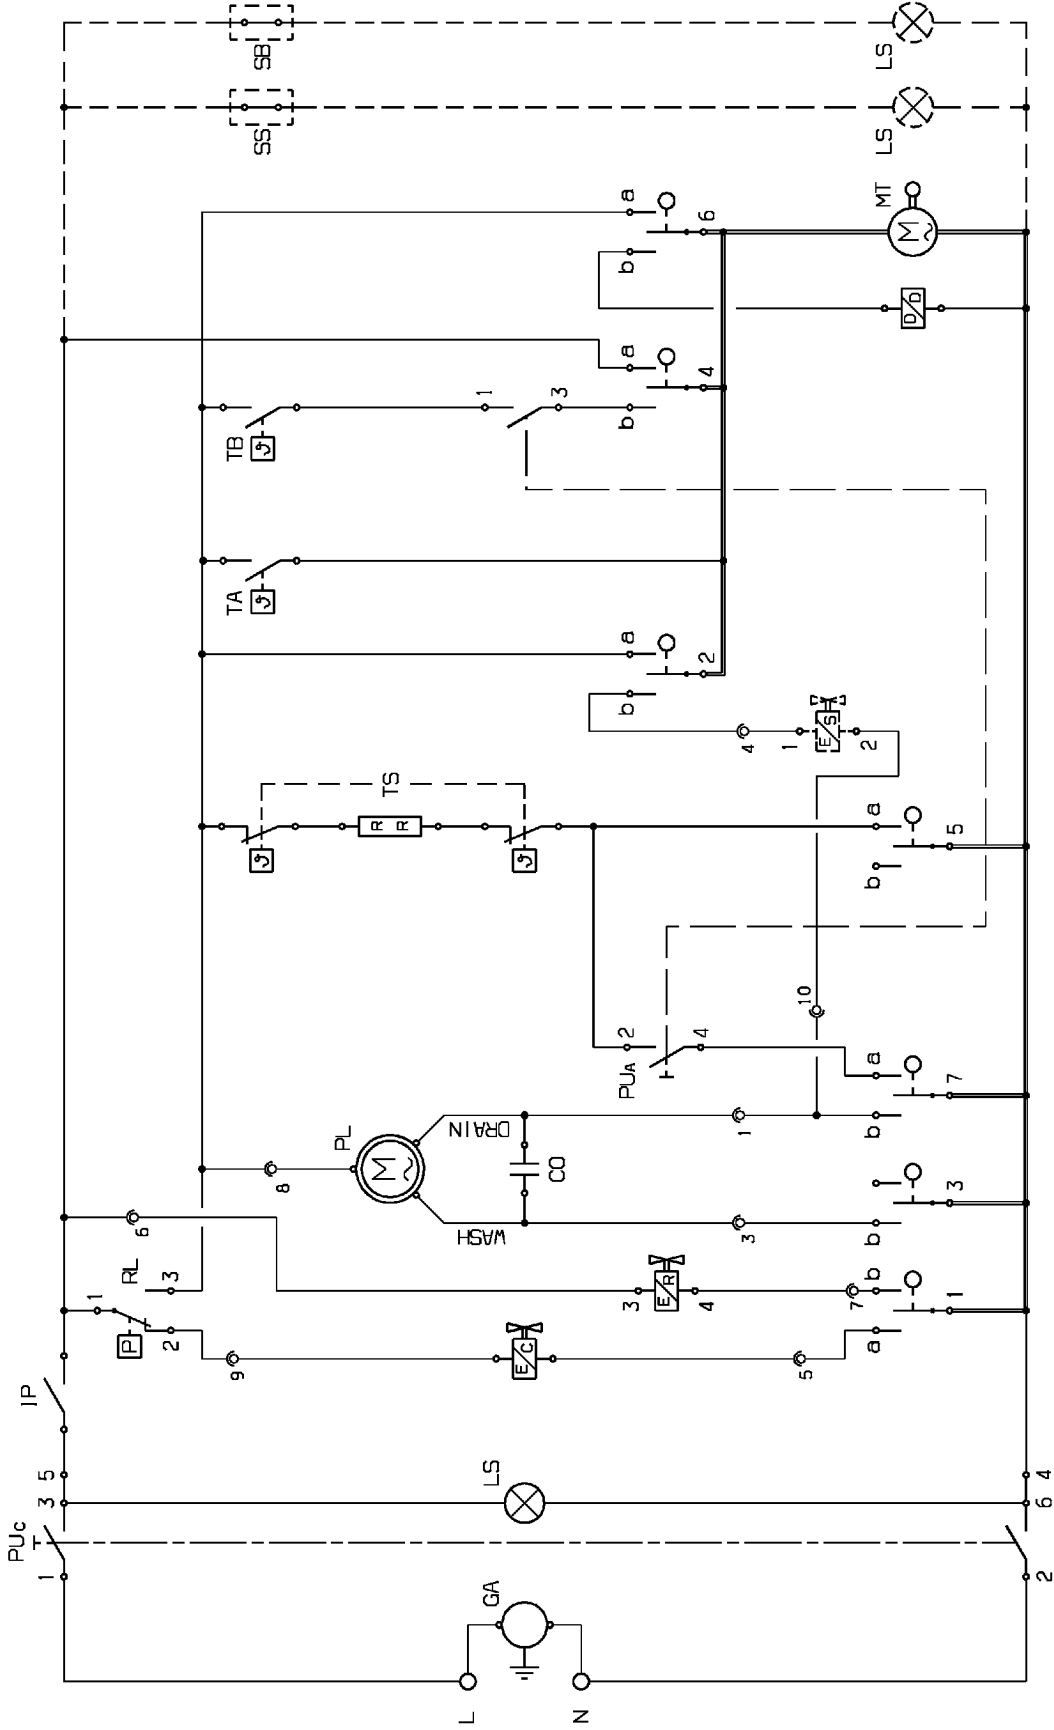 PUc
IP
1 3 5
1
P RL
6
2 3
9 TA TB
ϑ ϑ ϑ SS SB
8
PL
M R R TS
L
GA LS WASH DRAIN 1
E C ϑ
CO 3
N
3 PUA 2 b a b a b a
E R
4 4 2 4 6
3 1 4
1
5 10
E S
7 2
a b b b a b a
MT LS LS
D D M
1 3 7 5
2 6 4